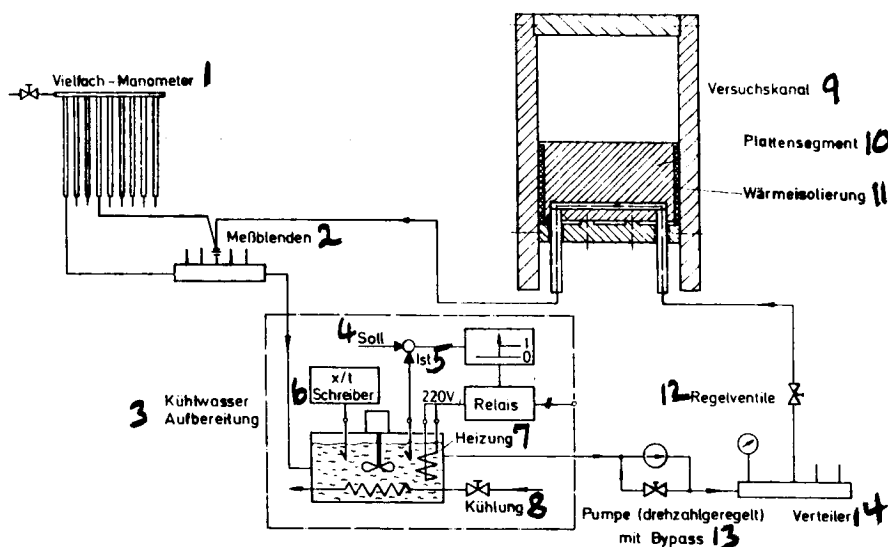 Vielfach-Manometer 1
Meßblenden 2
Versuchskanal 9
Plattensegment 10
Wärmeisolierung 11
4 Soll
Ist 5
1
0
6 x/t
Schreiber
220V
Relais
3 Kühlwasser
Aufbereitung
Heizung 7
Kühlung 8
12 Regelventile
Pumpe (drehzahlgeregelt)
mit Bypass 13
Verteiler 14